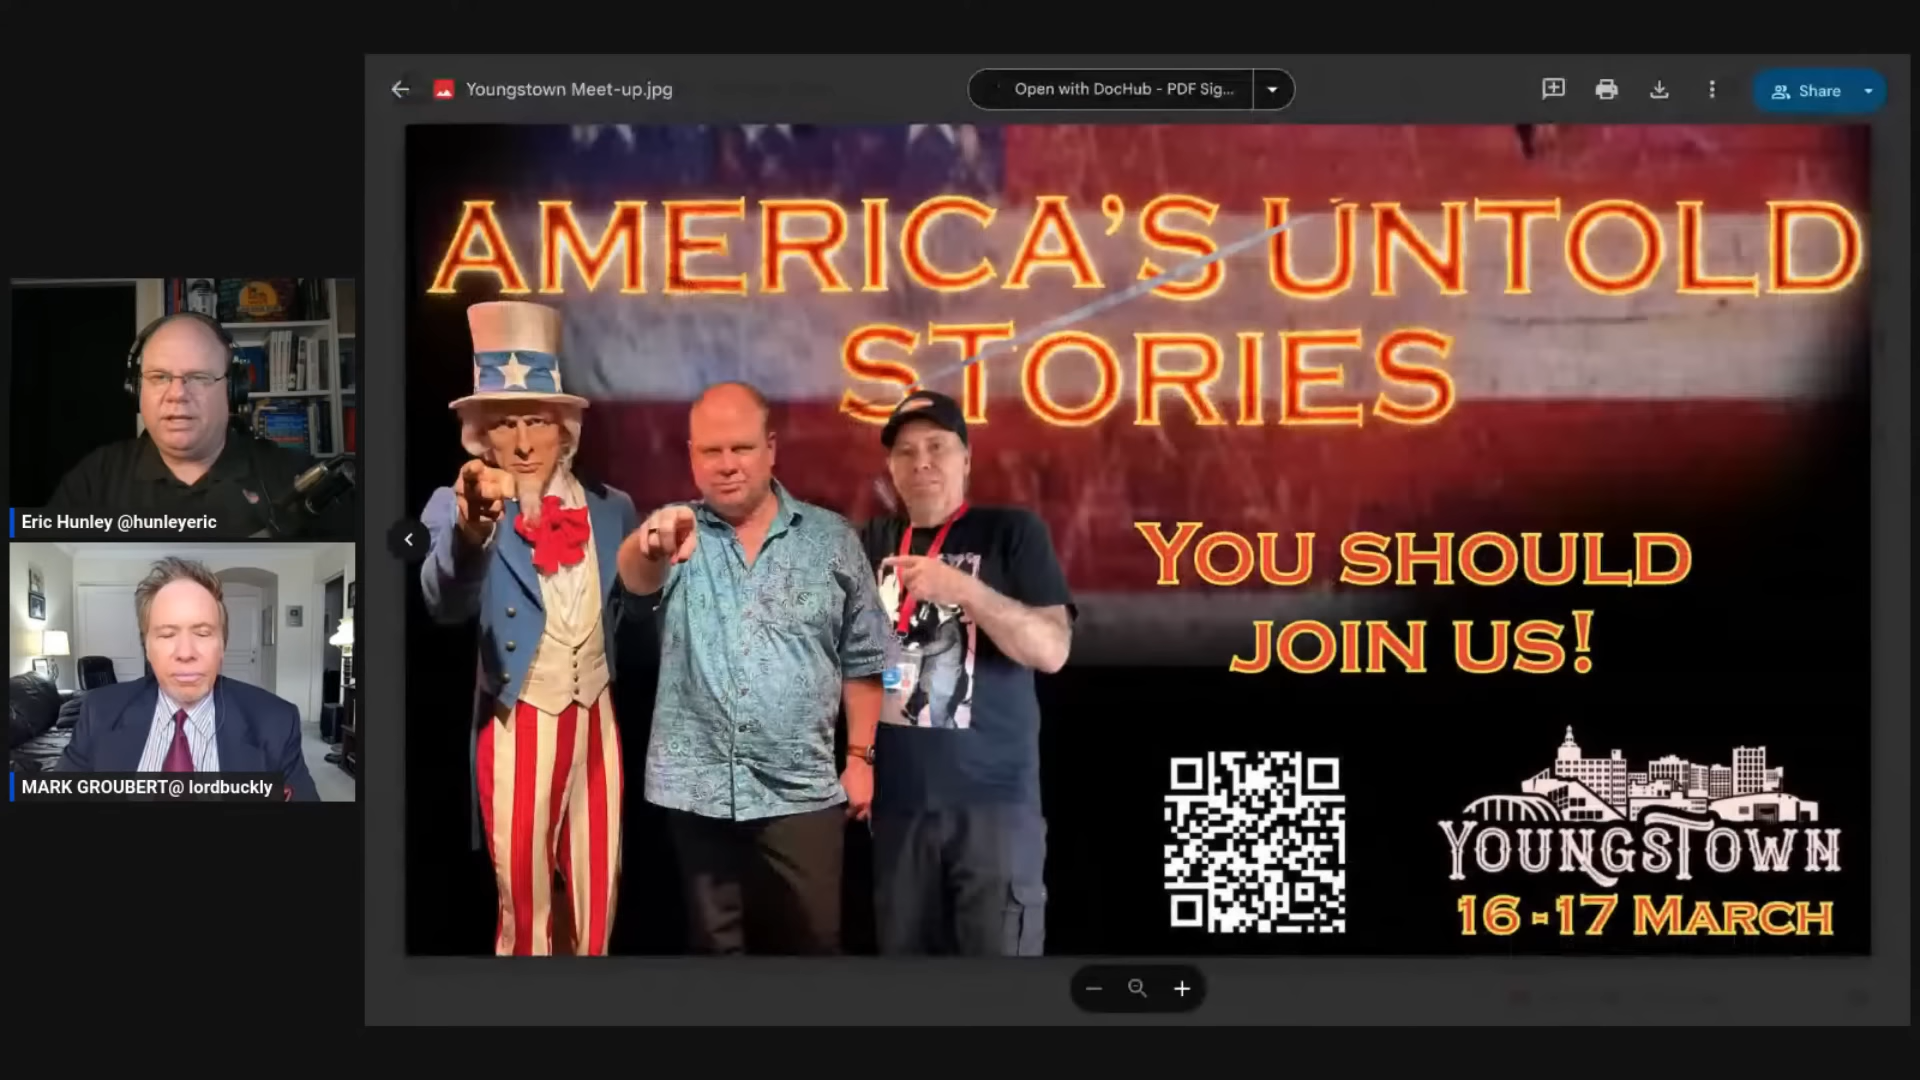 Youngstown Meet-up.jpg
Open with DocHub - PDF Sig...
Share
AMERICA'S UNTOLD
STORIES
YOU SHOULD
JOIN US!
YOUNGSTOWN
16-17 MARCH
Eric Hunley @hunleyeric
MARK GROUBERT@ lordbuckly